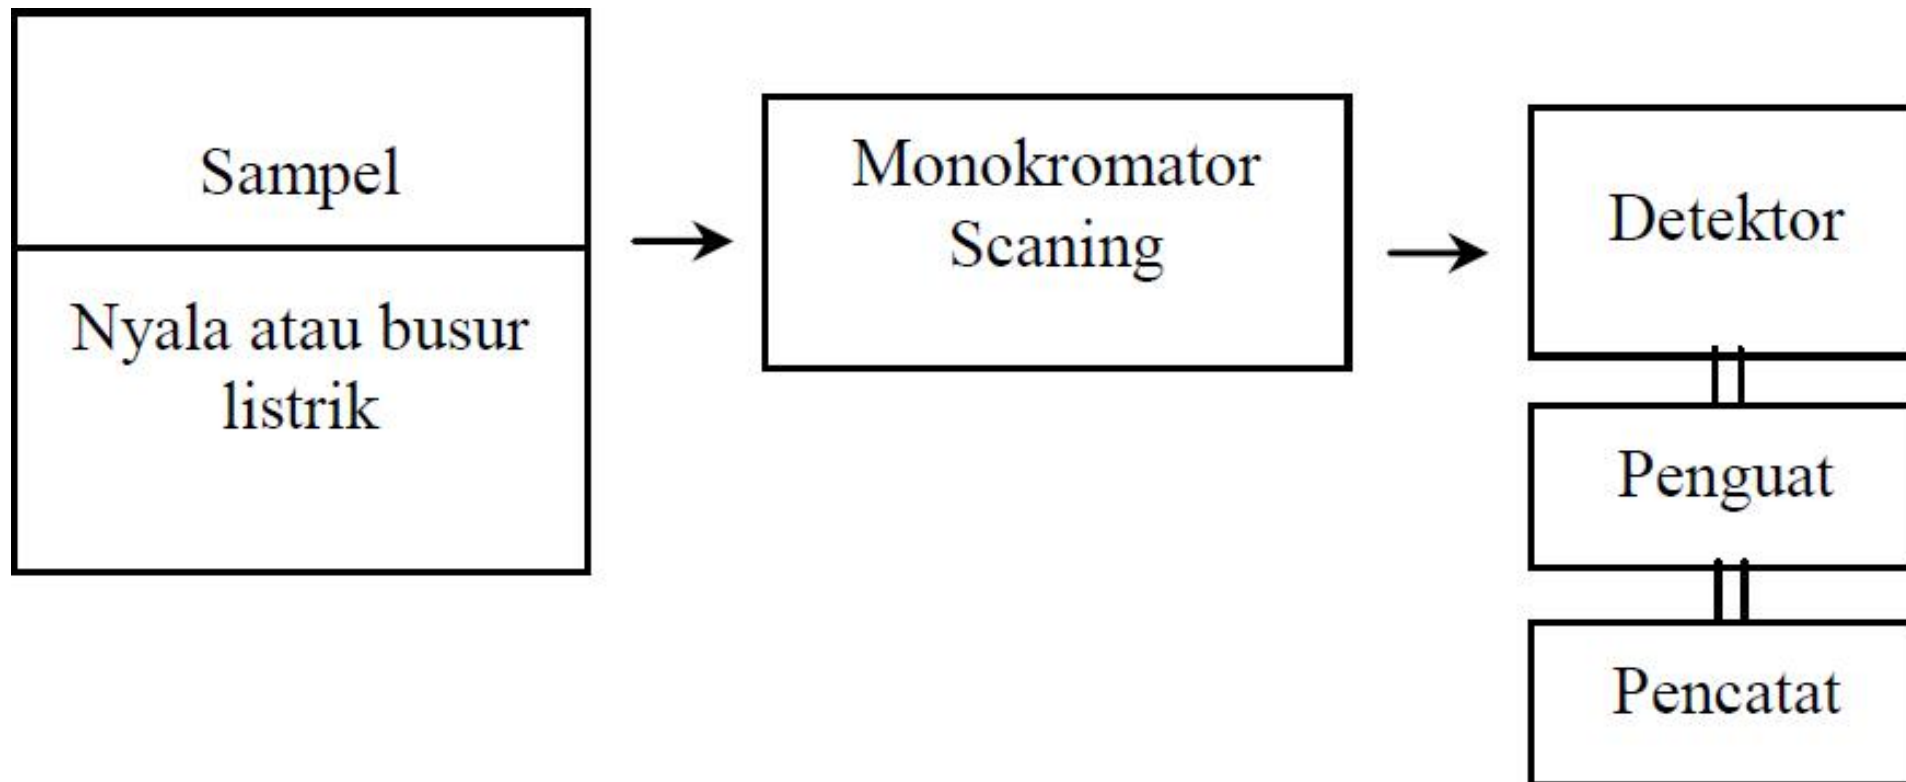 Sampel
Nyala atau busur
listrik
Monokromator
Scaning
Detektor
Penguat
Pencatat